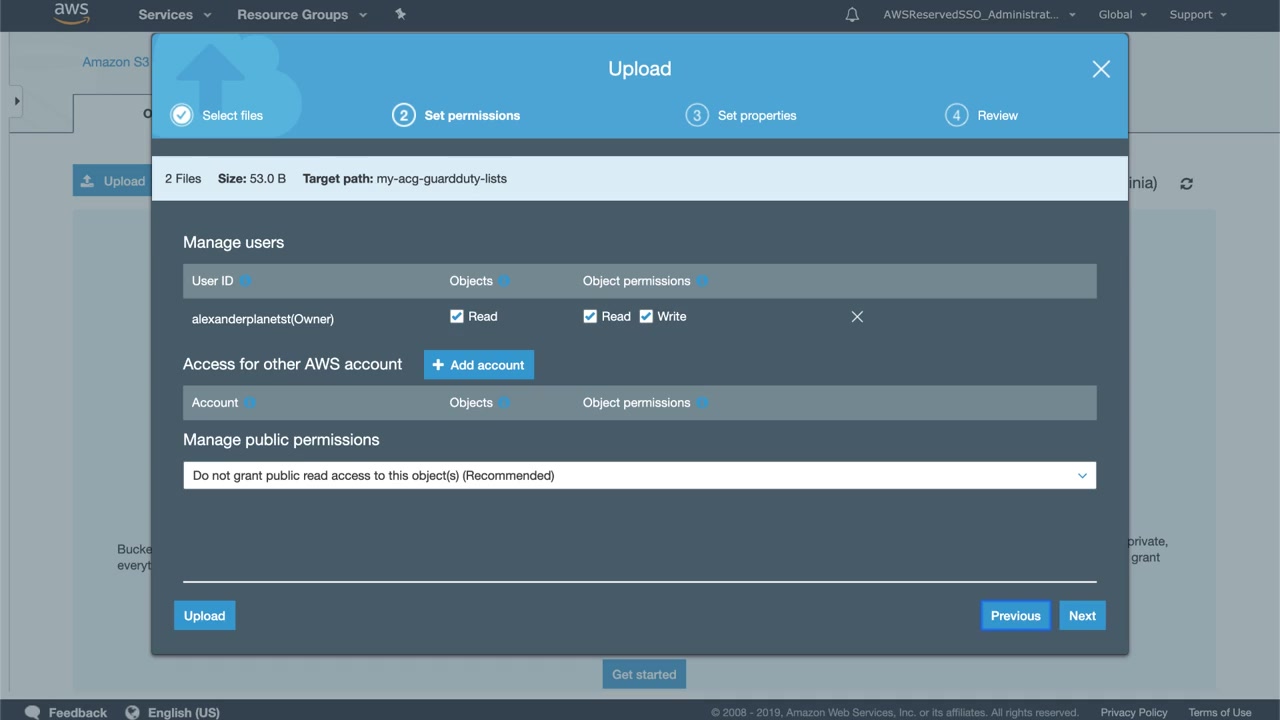 aws
Services
Resource Groups
AWSReservedSSO_Administrat...
Global
Support
Amazon S3
Upload
Select files
2 Set permissions
3 Set properties
4 Review
2 Files Size: 53.0 B Target path: my-acg-guardduty-lists
Upload
inia)
Manage users
User ID
Objects
Object permissions
alexanderplanetst(Owner)
Read
Read
Write
Access for other AWS account
Add account
Account
Objects
Object permissions
Manage public permissions
Do not grant public read access to this object(s) (Recommended)
Bucke
everyt
private,
grant
Upload
Previous
Next
Get started
Feedback
English (US)
© 2008 - 2019, Amazon Web Services, Inc. or its affiliates. All rights reserved.
Privacy Policy
Terms of Use